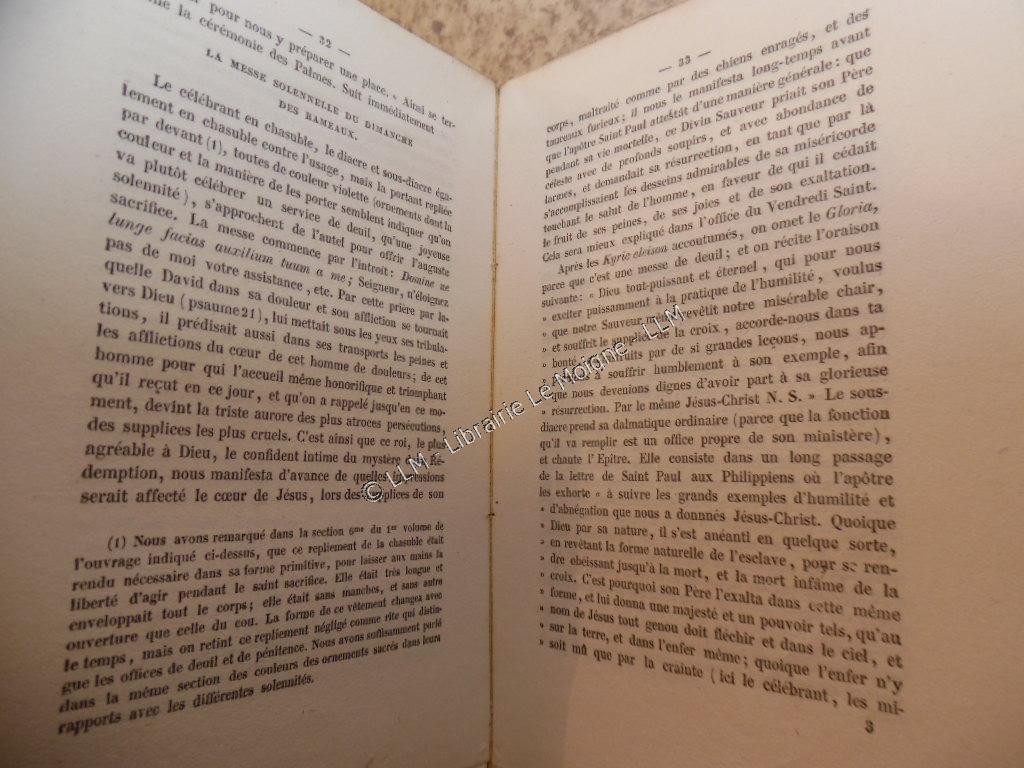 — 32 —
pour nous y préparer une place. » Ainsi se ter-
la cérémonie des Palmes. Suit immédiatement
LA MESSE SOLENNELLE DU DIMANCHE
DES RAMEAUX.
Le célébrant en chasuble, le diacre et sous-diacre éga-
lement en chasuble contre l'usage, mais la portant repliée
par devant (1), toutes de couleur violette (ornements dont la
couleur et la manière de les porter semblent indiquer qu'on
va plutôt célébrer un service de deuil, qu'une joyeuse
solennité), s'approchent de l'autel pour offrir l'auguste
sacrifice. La messe commence par l'introit : Domine ne
lunge facias auxilium tuum a me; Seigneur, n'éloignez
pas de moi votre assistance, etc. Par cette prière par la-
quelle David dans sa douleur et son affliction se tournait
vers Dieu (psaume 21), lui mettait sous les yeux ses tribula-
tions, il prédisait aussi dans ses transports les peines et
les afflictions du cœur de cet homme de douleurs; de cet
homme pour qui l'accueil même honorifique et triomphant
qu'il reçut en ce jour, et qu'on a rappelé jusqu'en ce mo-
ment, devint la triste aurore des plus atroces persécutions,
des supplices les plus cruels. C'est ainsi que ce roi, le plus
agréable à Dieu, le confident intime du mystère de la Ré-
demption, nous manifesta d'avance de quelles impressions
serait affecté le cœur de Jésus, lors des supplices de son
(1) Nous avons remarqué dans la section 6me du 1er volume de
l'ouvrage indiqué ci-dessus, que ce repliement de la chasuble était
rendu nécessaire dans sa forme primitive, pour laisser aux mains la
liberté d'agir pendant le saint sacrifice. Elle était très longue et
enveloppait tout le corps; elle était sans manches, et sans autre
ouverture que celle du cou. La forme de ce vêtement changea avec
le temps, mais on retint ce repliement négligé comme rite qui distin-
gue les offices de deuil et de pénitence. Nous avons suffisamment parlé
dans la même section des couleurs des ornements sacrés dans leurs
rapports avec les différentes solennités.
— 33 —
corps, maltraité comme par des chiens enragés, et des
taureaux furieux; il nous le manifesta long-temps avant
que l'apôtre Saint Paul attestât d'une manière générale : que
pendant sa vie mortelle, ce Divin Sauveur priait son Père
céleste avec de profonds soupirs, et avec abondance de
larmes, et demandait sa résurrection, en tant que par là
s'accomplissaient les desseins admirables de sa miséricorde
touchant le salut de l'homme, en faveur de qui il cédait
le fruit de ses peines, de ses joies et de son exaltation.
Cela sera mieux expliqué dans l'office du Vendredi Saint.
Après les Kyrie eleison accoutumés, on omet le Gloria,
parce que c'est une messe de deuil; et on récite l'oraison
suivante : « Dieu tout-puissant et éternel, qui pour nous
» exciter puissamment à la pratique de l'humilité, voulus
» que notre Sauveur même revêtît notre misérable chair,
» et souffrit le supplice de la croix, accorde-nous dans ta
» bonté, instruits par de si grandes leçons, nous ap-
à souffrir humblement à son exemple, afin
» que nous devenions dignes d'avoir part à sa glorieuse
» résurrection. Par le même Jésus-Christ N. S. » Le sous-
diacre prend sa dalmatique ordinaire (parce que la fonction
qu'il va remplir est un office propre de son ministère),
et chante l'Epitre. Elle consiste dans un long passage
de la lettre de Saint Paul aux Philippiens où l'apôtre
les exhorte « à suivre les grands exemples d'humilité et
» d'abnégation que nous a donnnés Jésus-Christ. Quoique
» Dieu par sa nature, il s'est anéanti en quelque sorte,
» en revêtant la forme naturelle de l'esclave, pour se ren-
» dre obéissant jusqu'à la mort, et la mort infâme de la
» croix. C'est pourquoi son Père l'exalta dans cette même
» forme, et lui donna une majesté et un pouvoir tels, qu'au
» nom de Jésus tout genou doit fléchir et dans le ciel, et
» sur la terre, et dans l'enfer même; quoique l'enfer n'y
» soit mû que par la crainte (ici le célébrant, les mi-
3
© LLM - Librairie Le Moigne - LLM